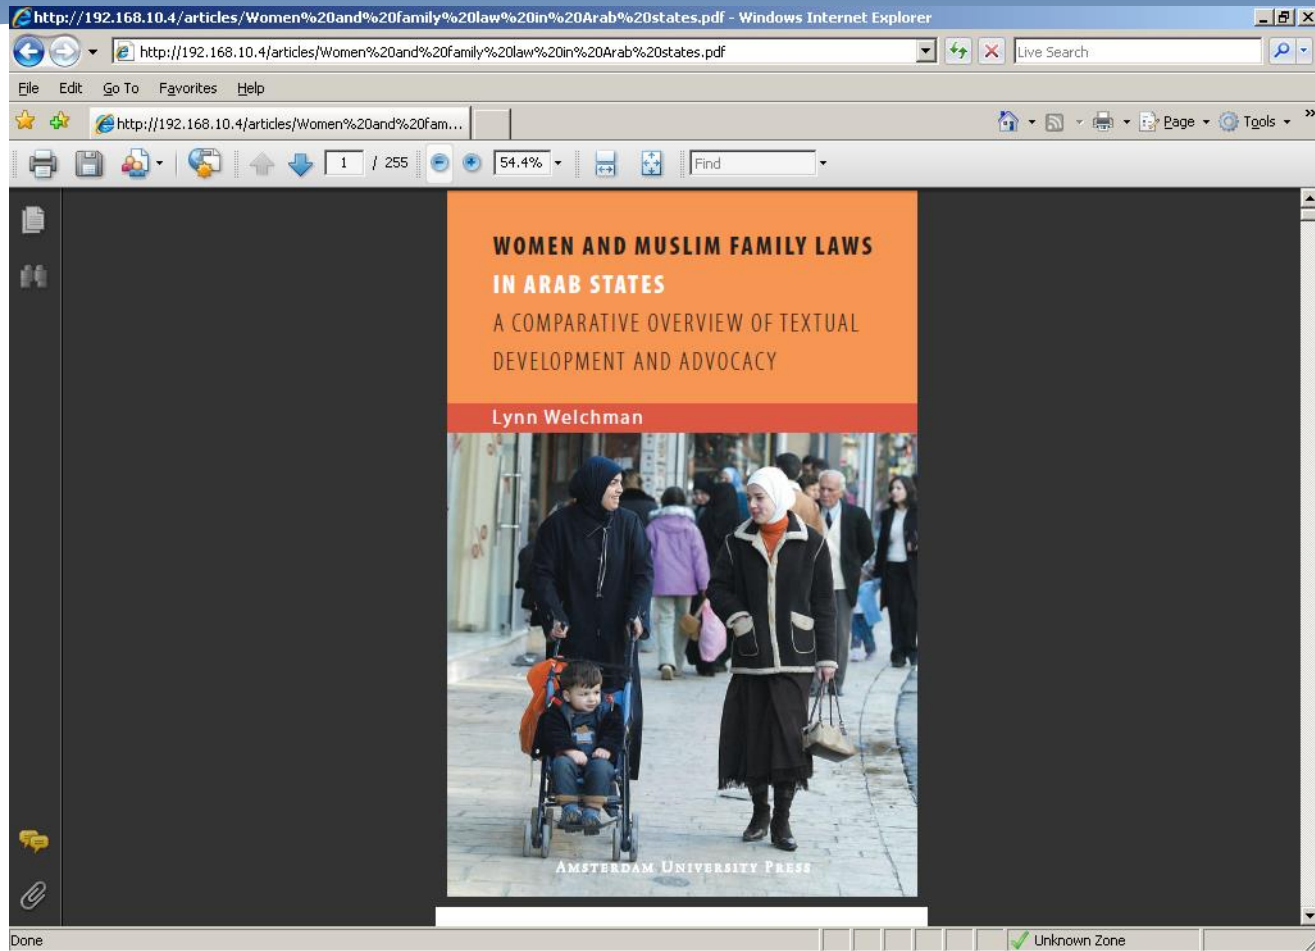 http://192.168.10.4/articles/Women%20and%20family%20law%20in%20Arab%20states.pdf - Windows Internet Explorer
http://192.168.10.4/articles/Women%20and%20family%20law%20in%20Arab%20states.pdf
Live Search
File Edit Go To Favorites Help
http://192.168.10.4/articles/Women%20and%20fam...
Page Tools »
1 / 255 54.4% Find
WOMEN AND MUSLIM FAMILY LAWS
IN ARAB STATES
A COMPARATIVE OVERVIEW OF TEXTUAL
DEVELOPMENT AND ADVOCACY
Lynn Welchman
AMSTERDAM UNIVERSITY PRESS
Done Unknown Zone